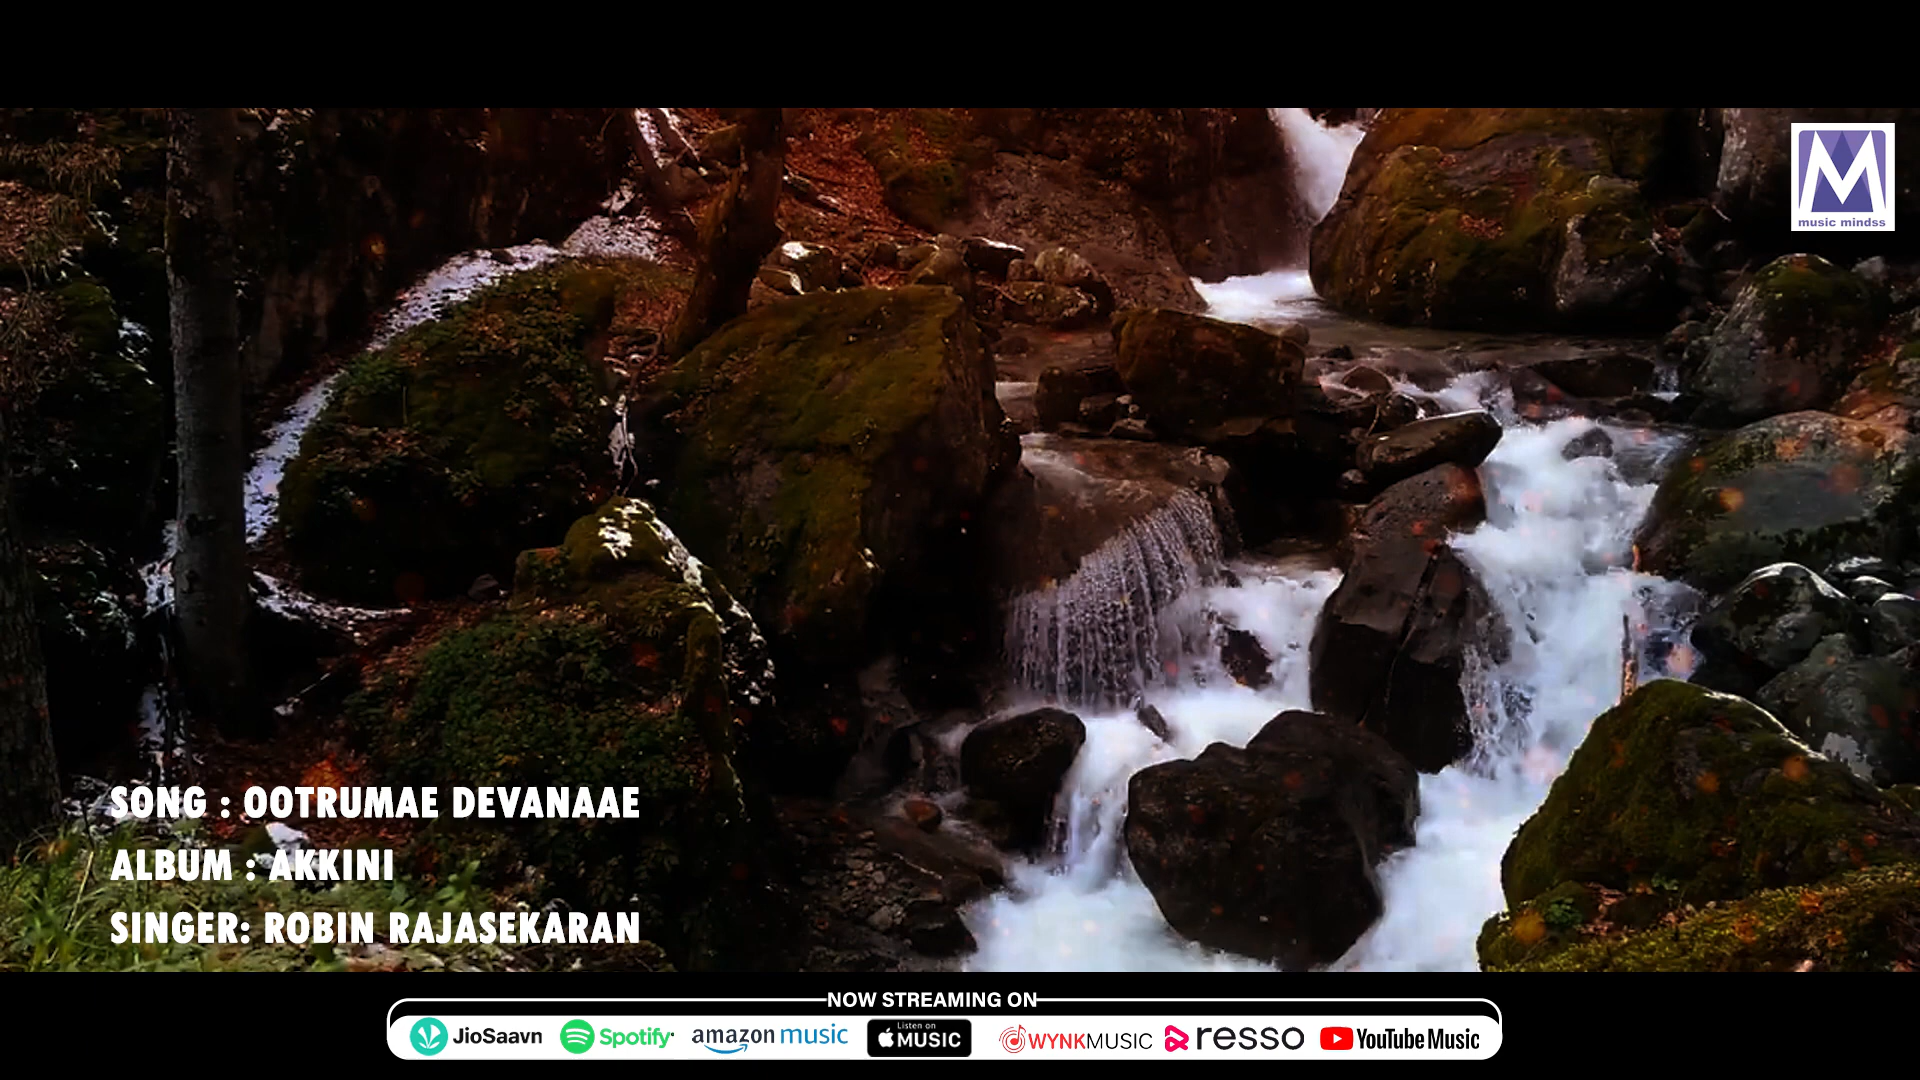 M
music mindss
SONG : OOTRUMAE DEVANAAE
ALBUM : AKKINI
SINGER: ROBIN RAJASEKARAN
NOW STREAMING ON
JioSaavn Spotify amazon music Listen on MUSIC WYNKMUSIC resso YouTube Music